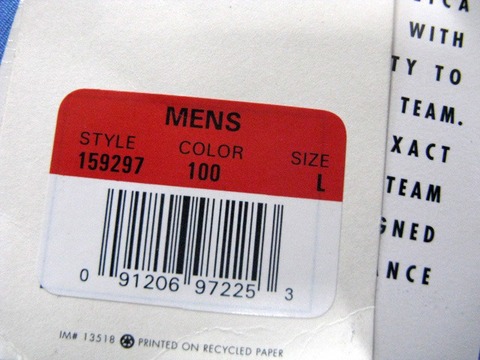 MENS
STYLE COLOR SIZE
159297 100 L
0 91206 97225 3
IM# 13518 PRINTED ON RECYCLED PAPER
WITH
TY TO
TEAM.
XACT
TEAM
GNED
NCE